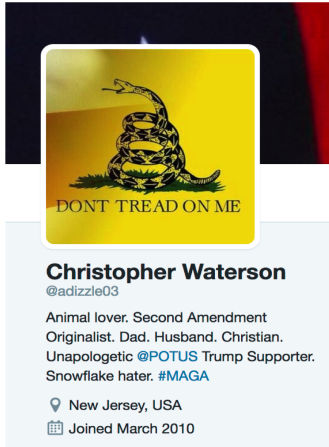 DONT TREAD ON ME
Christopher Waterson
@adizzle03
Animal lover. Second Amendment
Originalist. Dad. Husband. Christian.
Unapologetic @POTUS Trump Supporter.
Snowflake hater. #MAGA
New Jersey, USA
Joined March 2010